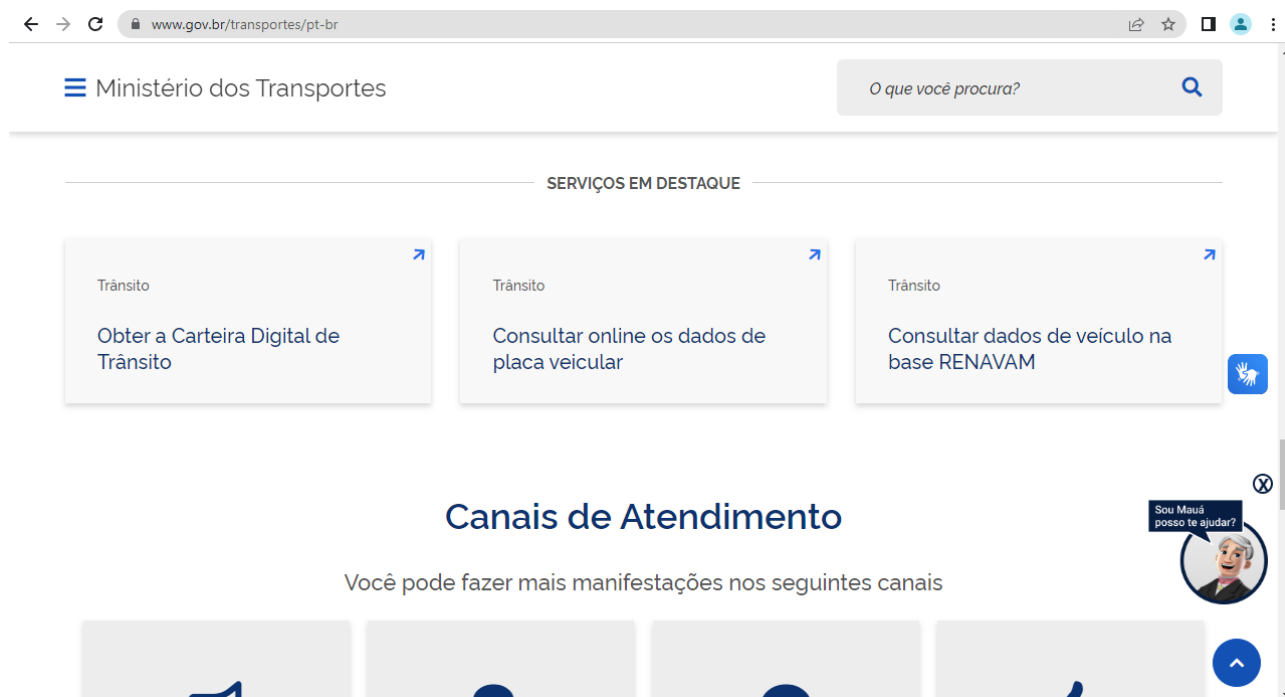 www.gov.br/transportes/pt-br
Ministério dos Transportes
O que você procura?
SERVIÇOS EM DESTAQUE
Trânsito
Obter a Carteira Digital de
Trânsito
Trânsito
Consultar online os dados de
placa veicular
Trânsito
Consultar dados de veículo na
base RENAVAM
Sou Mauá
posso te ajudar?
Canais de Atendimento
Você pode fazer mais manifestações nos seguintes canais